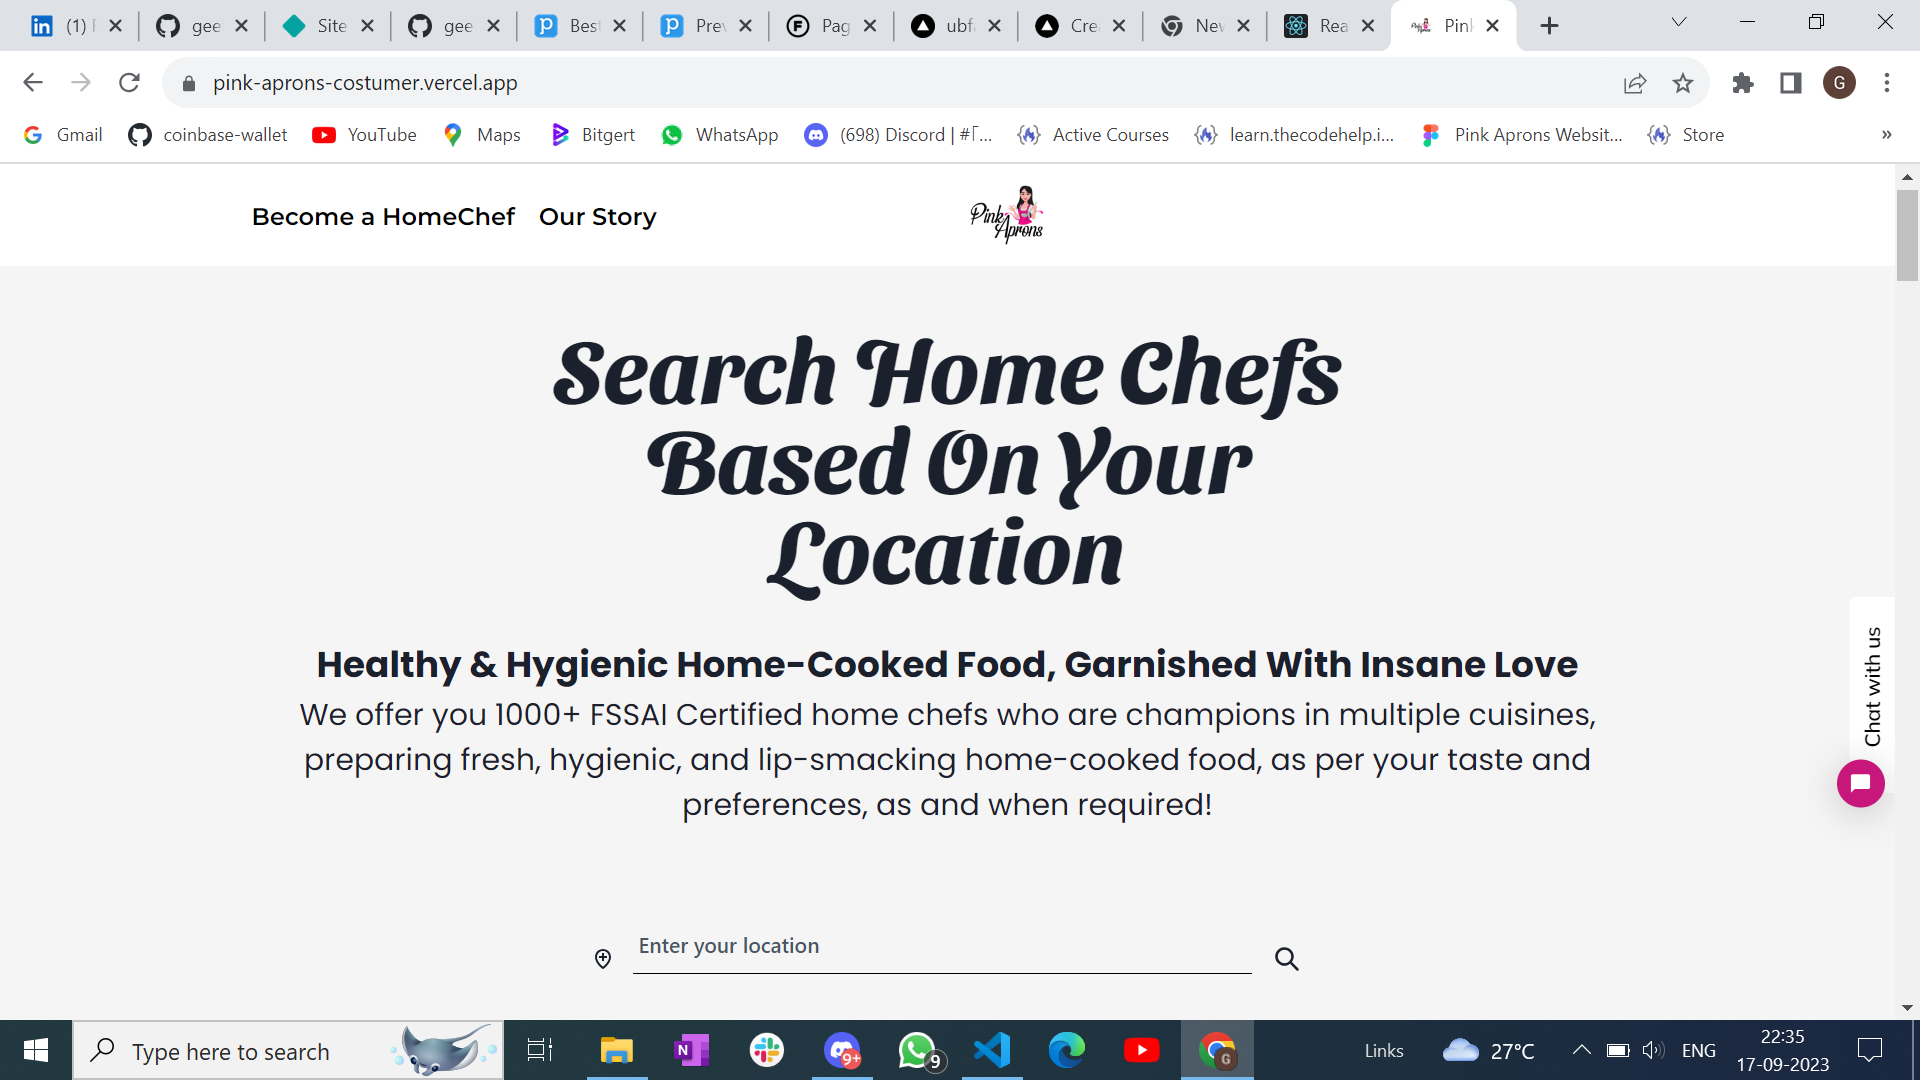 (1) F
gee
Site
gee
Best
Prev
Pag
ubf
Cre
New
Rea
Pink
pink-aprons-costumer.vercel.app
G
Gmail
coinbase-wallet
YouTube
Maps
Bitgert
WhatsApp
(698) Discord | #
Active Courses
learn.thecodehelp.i...
Pink Aprons Websit...
Store
»
Become a HomeChef
Our Story
Pink
Aprons
Search Home Chefs
Based On Your
Location
Healthy & Hygienic Home-Cooked Food, Garnished With Insane Love
We offer you 1000+ FSSAI Certified home chefs who are champions in multiple cuisines,
preparing fresh, hygienic, and lip-smacking home-cooked food, as per your taste and
preferences, as and when required!
Chat with us
Enter your location
Type here to search
N
9+
9
G
Links
27°C
ENG
22:35
17-09-2023